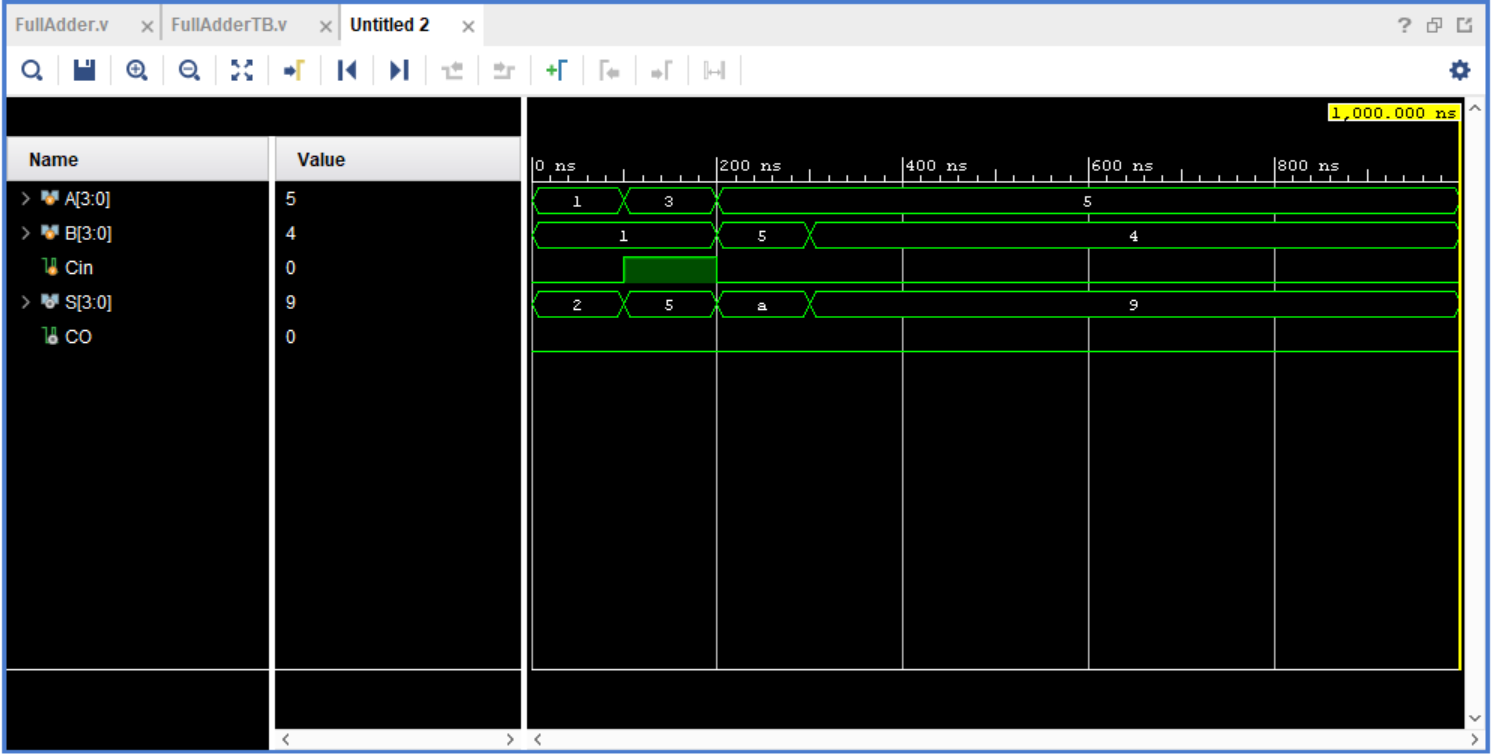 FullAdder.v × FullAdderTB.v × Untitled 2 ×
1,000.000 ns
Name Value
0 ns 200 ns 400 ns 600 ns 800 ns
A[3:0] 5 1 3 5
B[3:0] 4 1 5 4
Cin 0
S[3:0] 9 2 5 a 9
CO 0